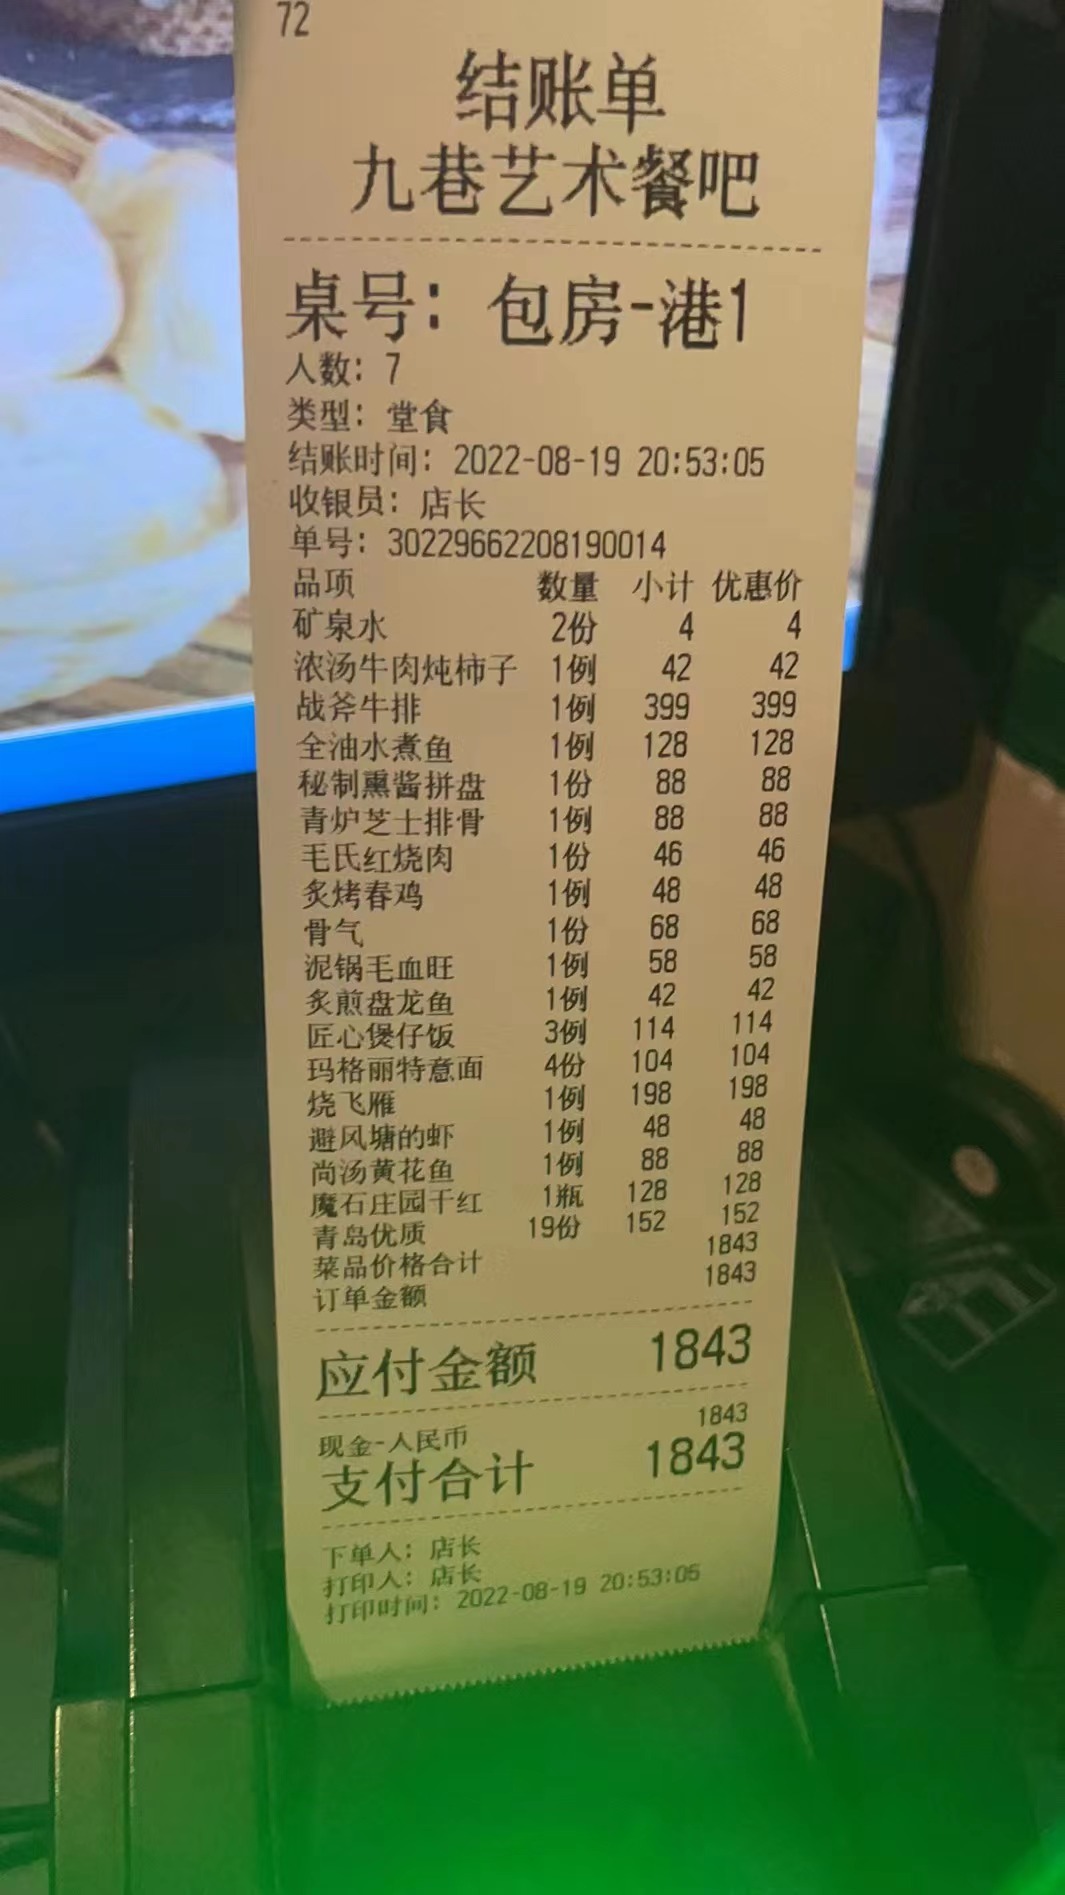 72
结账单
九巷艺术餐吧
桌号：包房-港1
人数：7
类型：堂食
结账时间：2022-08-19 20:53:05
收银员：店长
单号：30229662208190014
品项 数量 小计 优惠价
矿泉水 2份 4 4
浓汤牛肉炖柿子 1例 42 42
战斧牛排 1例 399 399
全油水煮鱼 1例 128 128
秘制熏酱拼盘 1份 88 88
青炉芝士排骨 1例 88 88
毛氏红烧肉 1份 46 46
炙烤春鸡 1例 48 48
骨气 1份 68 68
泥锅毛血旺 1例 58 58
炙煎盘龙鱼 1例 42 42
匠心煲仔饭 3例 114 114
玛格丽特意面 4份 104 104
烧飞雁 1例 198 198
避风塘的虾 1例 48 48
尚汤黄花鱼 1例 88 88
魔石庄园干红 1瓶 128 128
青岛优质 19份 152 152
菜品价格合计 1843
订单金额 1843
应付金额 1843
现金-人民币 1843
支付合计 1843
下单人：店长
打印人：店长
打印时间：2022-08-19 20:53:05